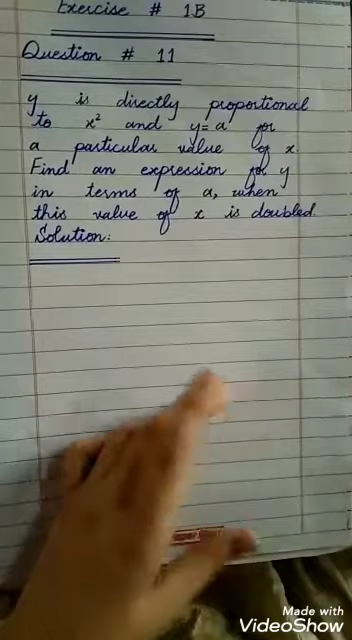 Exercise # 1B
Question # 11
y is directly proportional
to x² and y=a for
a particular value of x.
Find an expression for y
in terms of a, when
this value of x is doubled.
Solution:
Made with
VideoShow